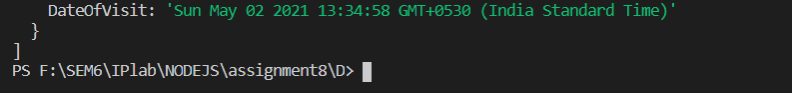 DateOfVisit: 'Sun May 02 2021 13:34:58 GMT+0530 (India Standard Time)'
}
]
PS F:\SEM6\IPlab\NODEJS\assignment8\D>